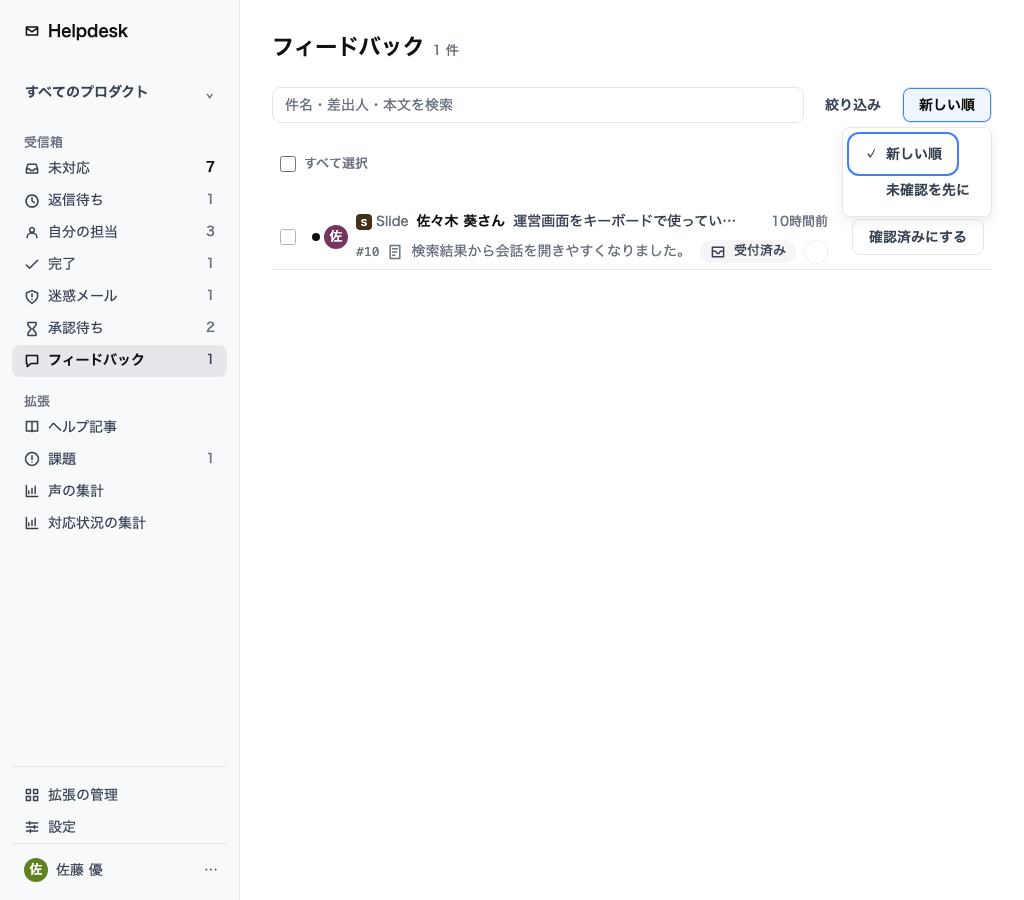 Helpdesk
すべてのプロダクト
受信箱
未対応 7
返信待ち 1
自分の担当 3
完了 1
迷惑メール 1
承認待ち 2
フィードバック 1
拡張
ヘルプ記事
課題 1
声の集計
対応状況の集計
拡張の管理
設定
佐 佐藤 優 …
フィードバック 1 件
件名・差出人・本文を検索 絞り込み 新しい順
✓ 新しい順
未確認を先に
すべて選択
佐 S Slide 佐々木 葵さん 運営画面をキーボードで使ってい… 10時間前
#10 検索結果から会話を開きやすくなりました。 受付済み
確認済みにする